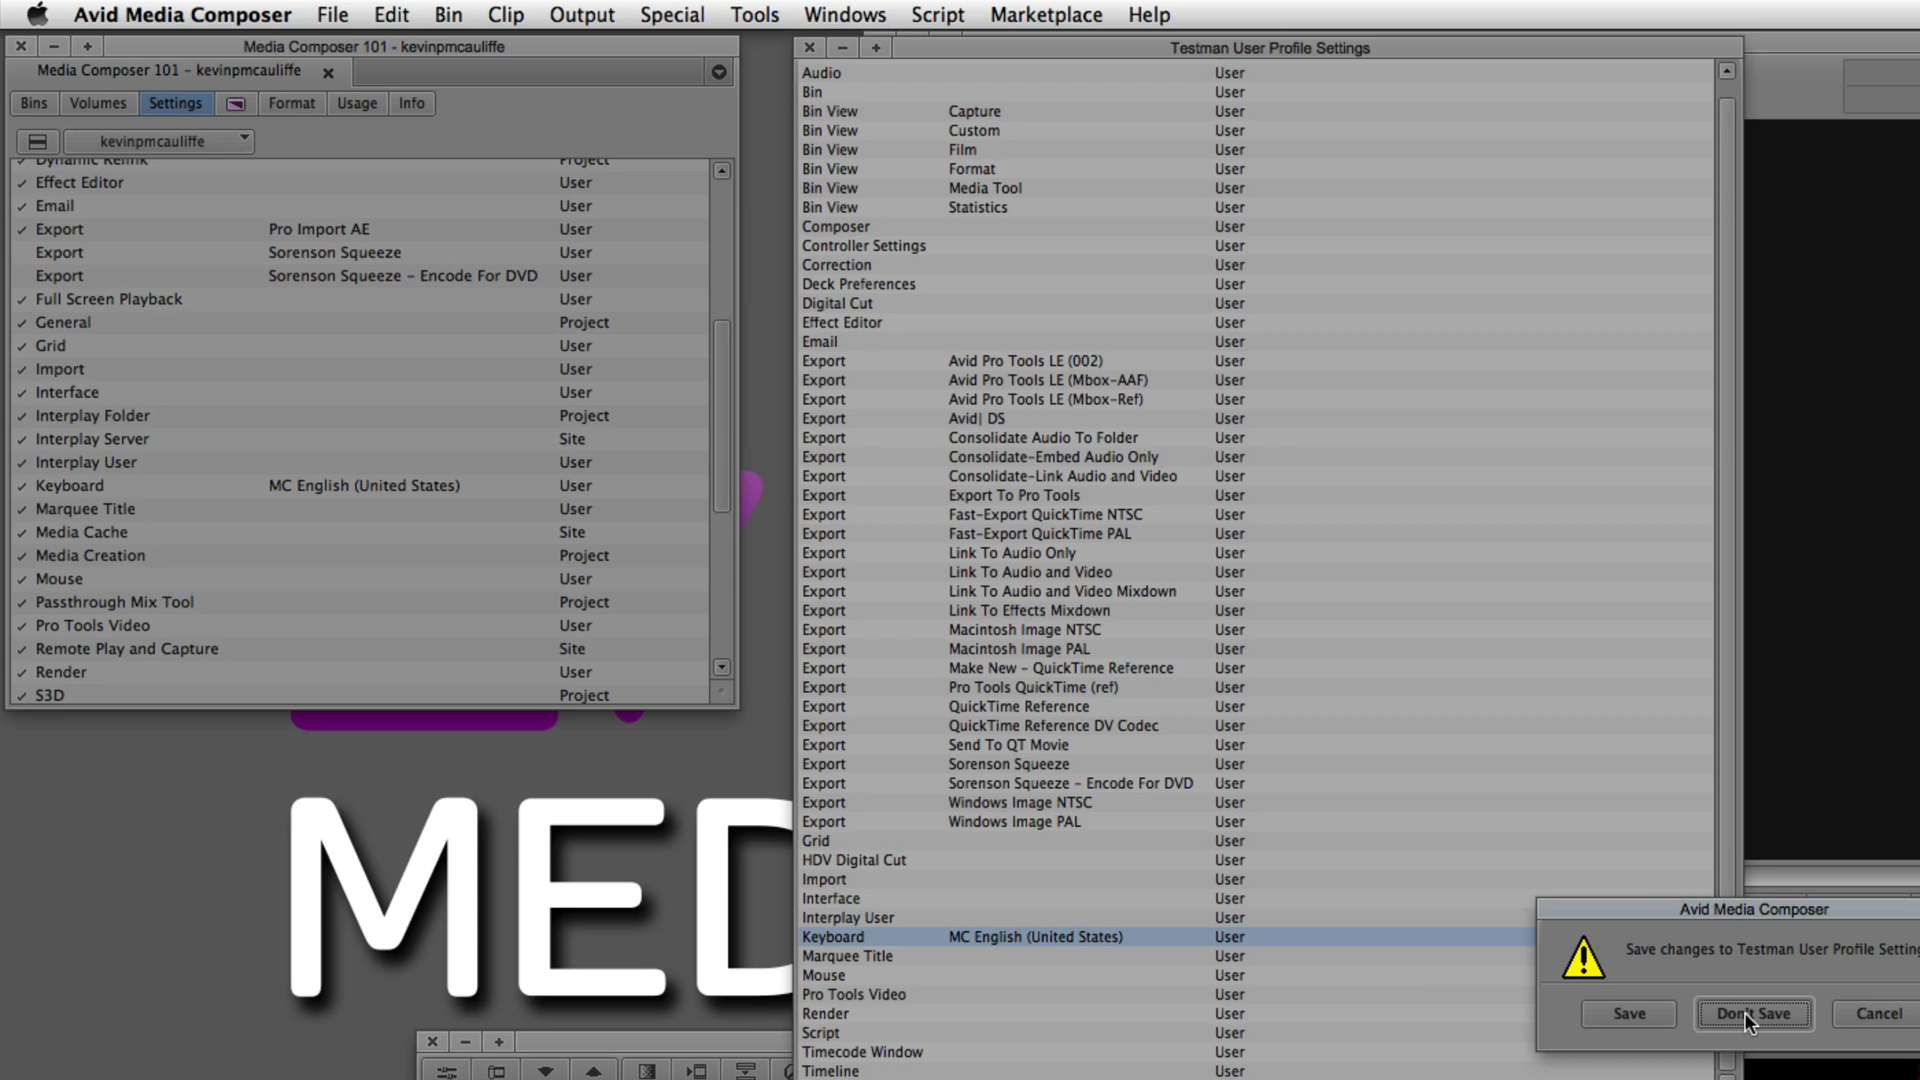 Avid Media Composer File Edit Bin Clip Output Special Tools Windows Script Marketplace Help
Media Composer 101 - kevinpmcauliffe
Media Composer 101 - kevinpmcauliffe
Bins Volumes Settings Format Usage Info
kevinpmcauliffe
Dynamic Relink Project
Effect Editor User
Email User
Export Pro Import AE User
Export Sorenson Squeeze User
Export Sorenson Squeeze - Encode For DVD User
Full Screen Playback User
General Project
Grid User
Import User
Interface User
Interplay Folder Project
Interplay Server Site
Interplay User User
Keyboard MC English (United States) User
Marquee Title User
Media Cache Site
Media Creation Project
Mouse User
Passthrough Mix Tool Project
Pro Tools Video User
Remote Play and Capture Site
Render User
S3D Project
MED
Testman User Profile Settings
Audio User
Bin User
Bin View Capture User
Bin View Custom User
Bin View Film User
Bin View Format User
Bin View Media Tool User
Bin View Statistics User
Composer User
Controller Settings User
Correction User
Deck Preferences User
Digital Cut User
Effect Editor User
Email User
Export Avid Pro Tools LE (002) User
Export Avid Pro Tools LE (Mbox-AAF) User
Export Avid Pro Tools LE (Mbox-Ref) User
Export Avid| DS User
Export Consolidate Audio To Folder User
Export Consolidate-Embed Audio Only User
Export Consolidate-Link Audio and Video User
Export Export To Pro Tools User
Export Fast-Export QuickTime NTSC User
Export Fast-Export QuickTime PAL User
Export Link To Audio Only User
Export Link To Audio and Video User
Export Link To Audio and Video Mixdown User
Export Link To Effects Mixdown User
Export Macintosh Image NTSC User
Export Macintosh Image PAL User
Export Make New - QuickTime Reference User
Export Pro Tools QuickTime (ref) User
Export QuickTime Reference User
Export QuickTime Reference DV Codec User
Export Send To QT Movie User
Export Sorenson Squeeze User
Export Sorenson Squeeze - Encode For DVD User
Export Windows Image NTSC User
Export Windows Image PAL User
Grid User
HDV Digital Cut User
Import User
Interface User
Interplay User User
Keyboard MC English (United States) User
Marquee Title User
Mouse User
Pro Tools Video User
Render User
Script User
Timecode Window User
Timeline User
Avid Media Composer
Save changes to Testman User Profile Setting
Save Don't Save Cancel